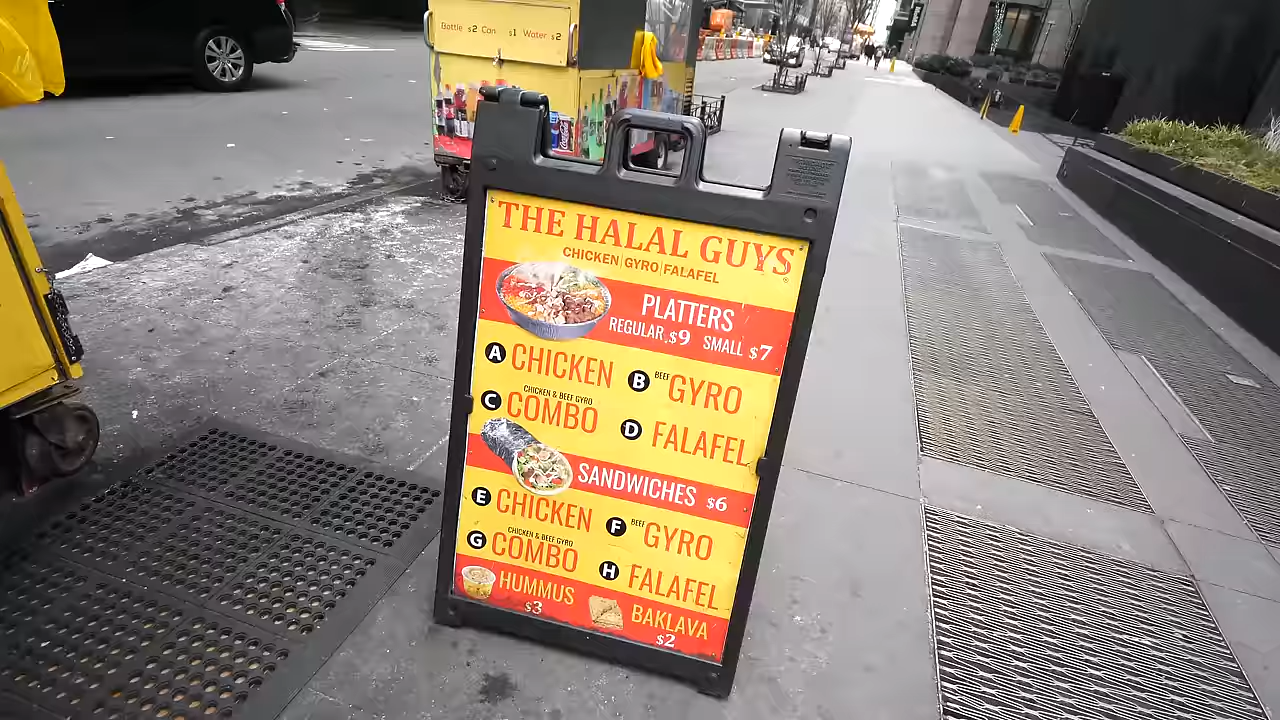 Bottle $2 Can $1 Water $2
THE HALAL GUYS
CHICKEN GYRO FALAFEL
PLATTERS
REGULAR $9 SMALL $7
A CHICKEN
B BEEF GYRO
CHICKEN & BEEF GYRO
C COMBO
D FALAFEL
SANDWICHES $6
E CHICKEN
F BEEF GYRO
CHICKEN & BEEF GYRO
G COMBO
H FALAFEL
HUMMUS
$3
BAKLAVA
$2